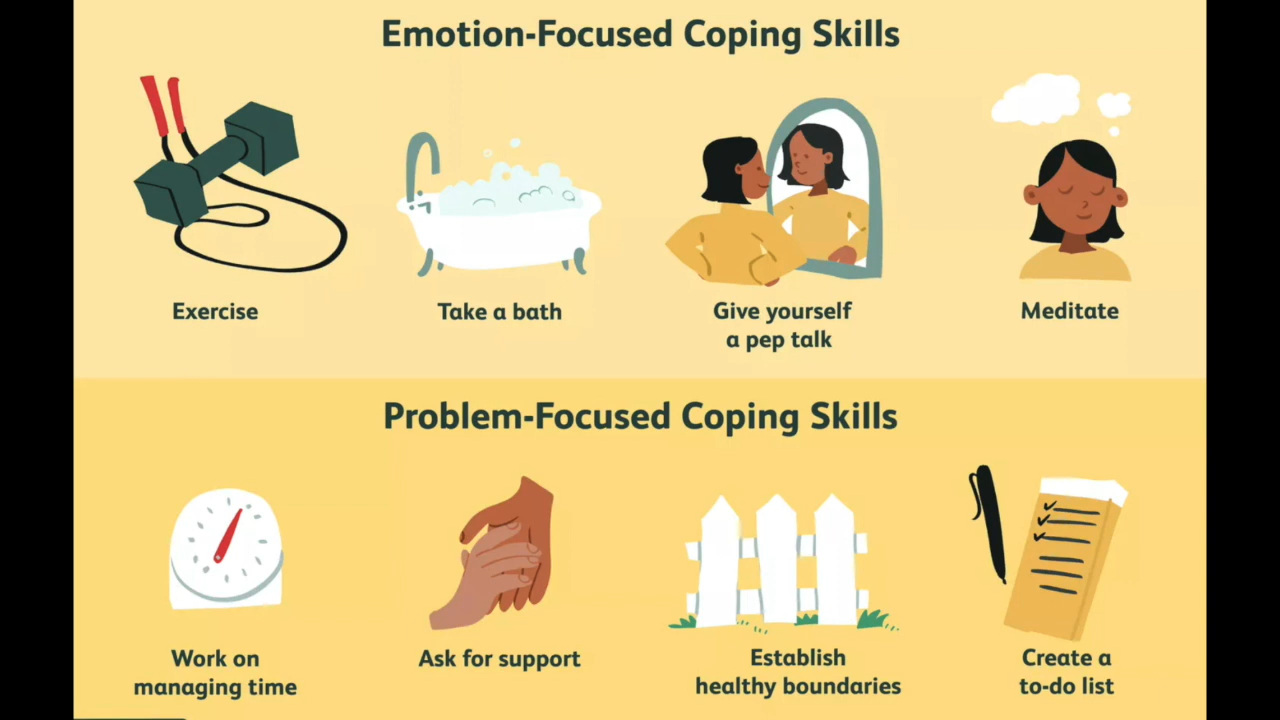 Emotion-Focused Coping Skills
Exercise
Take a bath
Give yourself
a pep talk
Meditate
Problem-Focused Coping Skills
Work on
managing time
Ask for support
Establish
healthy boundaries
Create a
to-do list